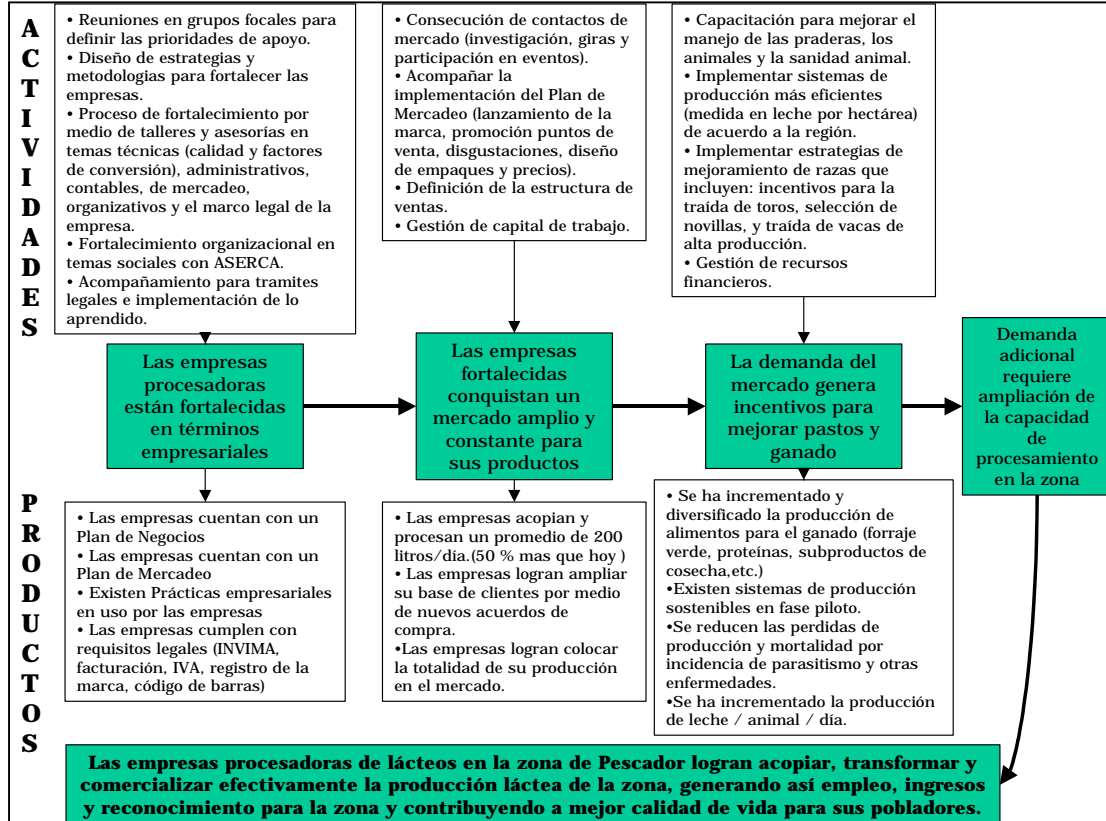 ACTIVIDADES
• Reuniones en grupos focales para
definir las prioridades de apoyo.
• Diseño de estrategias y
metodologias para fortalecer las
empresas.
• Proceso de fortalecimiento por
medio de talleres y asesorías en
temas técnicas (calidad y factores
de conversión), administrativos,
contables, de mercadeo,
organizativos y el marco legal de la
empresa.
• Fortalecimiento organizacional en
temas sociales con ASERCA.
• Acompañamiento para tramites
legales e implementación de lo
aprendido.
• Consecución de contactos de
mercado (investigación, giras y
participación en eventos).
• Acompañar la
implementación del Plan de
Mercadeo (lanzamiento de la
marca, promoción puntos de
venta, disgustaciones, diseño
de empaques y precios).
• Definición de la estructura de
ventas.
• Gestión de capital de trabajo.
• Capacitación para mejorar el
manejo de las praderas, los
animales y la sanidad animal.
• Implementar sistemas de
producción más eficientes
(medida en leche por hectárea)
de acuerdo a la región.
• Implementar estrategias de
mejoramiento de razas que
incluyen: incentivos para la
traída de toros, selección de
novillas, y traída de vacas de
alta producción.
• Gestión de recursos
financieros.
Las empresas
procesadoras
están fortalecidas
en términos
empresariales
Las empresas
fortalecidas
conquistan un
mercado amplio y
constante para
sus productos
La demanda del
mercado genera
incentivos para
mejorar pastos y
ganado
Demanda
adicional
requiere
ampliación de
la capacidad
de
procesamiento
en la zona
PRODUCTOS
• Las empresas cuentan con un
Plan de Negocios
• Las empresas cuentan con un
Plan de Mercadeo
• Existen Prácticas empresariales
en uso por las empresas
• Las empresas cumplen con
requisitos legales (INVIMA,
facturación, IVA, registro de la
marca, código de barras)
• Las empresas acopian y
procesan un promedio de 200
litros/día.(50 % mas que hoy )
• Las empresas logran ampliar
su base de clientes por medio
de nuevos acuerdos de
compra.
•Las empresas logran colocar
la totalidad de su producción
en el mercado.
• Se ha incrementado y
diversificado la producción de
alimentos para el ganado (forraje
verde, proteínas, subproductos de
cosecha,etc.)
•Existen sistemas de producción
sostenibles en fase piloto.
•Se reducen las perdidas de
producción y mortalidad por
incidencia de parasitismo y otras
enfermedades.
•Se ha incrementado la producción
de leche / animal / día.
Las empresas procesadoras de lácteos en la zona de Pescador logran acopiar, transformar y
comercializar efectivamente la producción láctea de la zona, generando así empleo, ingresos
y reconocimiento para la zona y contribuyendo a mejor calidad de vida para sus pobladores.